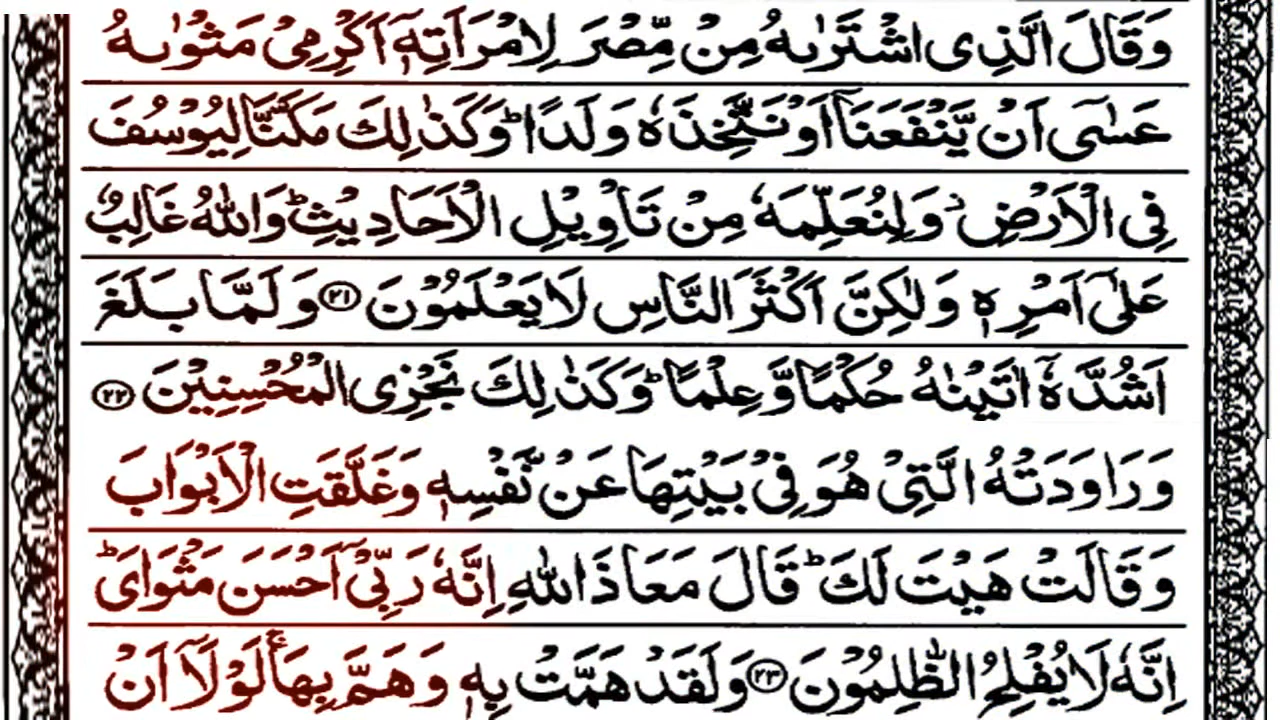 وَقَالَ الَّذِى اشْتَرٰىهُ مِنْ مِّصْرَ لِامْرَاَتِهٖۤ اَكْرِمِىْ مَثْوٰىهُ
عَسٰٓى اَنْ يَّنْفَعَنَاۤ اَوْ نَتَّخِذَهٗ وَلَدًا‌ ؕ وَكَذٰلِكَ مَكَّنَّا لِيُوْسُفَ
فِى الْاَرْضِ ۫ وَلِنُعَلِّمَهٗ مِنْ تَاْوِيْلِ الْاَحَادِيْثِ‌ ؕ وَاللّٰهُ غَالِبٌ
عَلٰٓى اَمْرِهٖ وَلٰكِنَّ اَكْثَرَ النَّاسِ لَا يَعْلَمُوْنَ ﴿۲۱﴾ وَلَمَّا بَلَغَ
اَشُدَّهٗۤ اٰتَيْنٰهُ حُكْمًا وَّعِلْمًا‌ ؕ وَكَذٰلِكَ نَجْزِى الْمُحْسِنِيْنَ ﴿۲۲﴾
وَرَاوَدَتْهُ الَّتِىْ هُوَ فِىْ بَيْتِهَا عَنْ نَّفْسِهٖ وَغَلَّقَتِ الْاَبْوَابَ
وَقَالَتْ هَيْتَ لَكَ‌ ؕ قَالَ مَعَاذَ اللّٰهِ اِنَّهٗ رَبِّىْۤ اَحْسَنَ مَثْوَاىَ‌ ؕ
اِنَّهٗ لَا يُفْلِحُ الظّٰلِمُوْنَ ﴿۲۳﴾ وَلَقَدْ هَمَّتْ بِهٖ‌ وَهَمَّ بِهَا‌ ۚ لَوْلَاۤ اَنْ